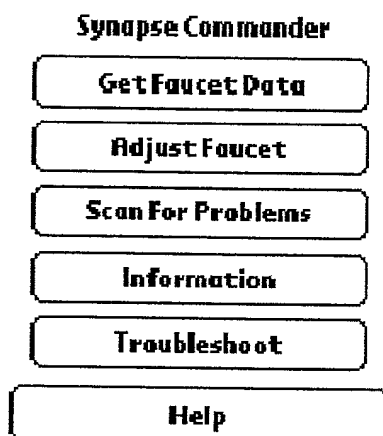 Synapse Commander
Get Faucet Data
Adjust Faucet
Scan For Problems
Information
Troubleshoot
Help